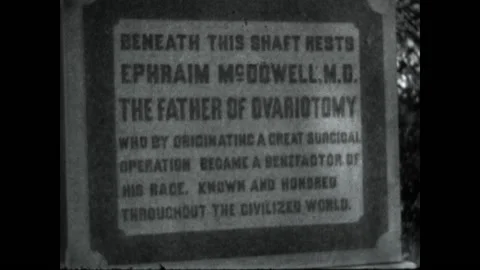 BENEATH THIS SHAFT RESTS
EPHRAIM McDOWELL. M.D.
THE FATHER OF OVARIOTOMY
WHO BY ORIGINATING A GREAT SURGICAL
OPERATION BECAME A BENEFACTOR OF
HIS RACE. KNOWN AND HONORED
THROUGHOUT THE CIVILIZED WORLD.